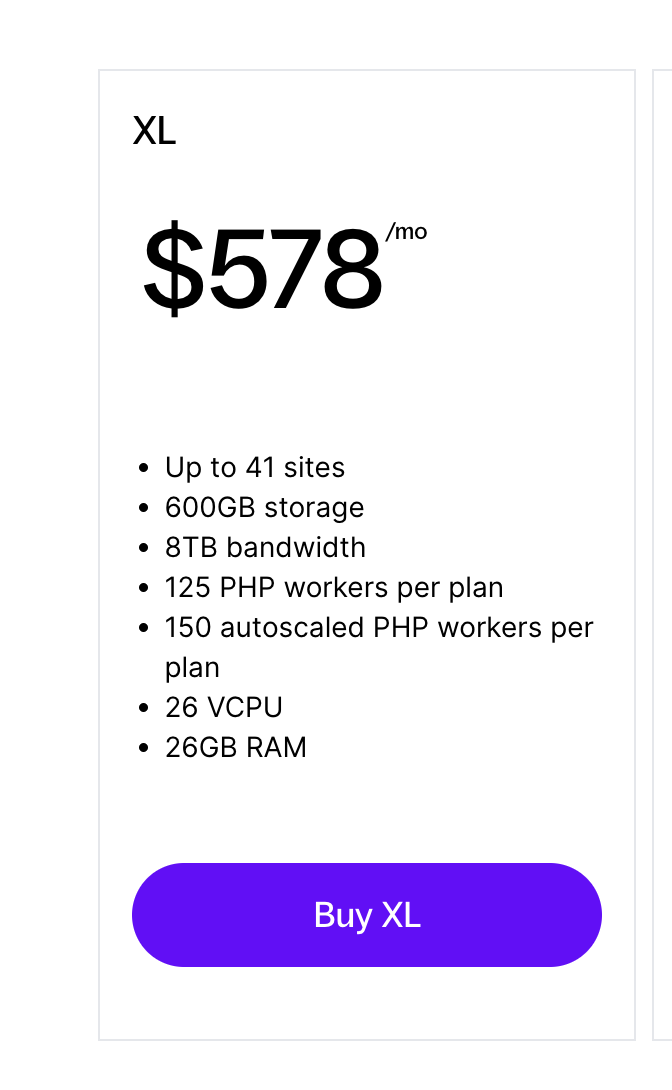 XL
$578/mo
• Up to 41 sites
• 600GB storage
• 8TB bandwidth
• 125 PHP workers per plan
• 150 autoscaled PHP workers per
plan
• 26 VCPU
• 26GB RAM
Buy XL